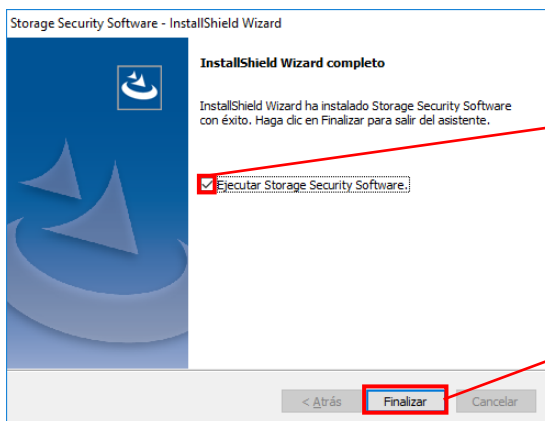 Storage Security Software - InstallShield Wizard
InstallShield Wizard completo
InstallShield Wizard ha instalado Storage Security Software
con éxito. Haga clic en Finalizar para salir del asistente.
Ejecutar Storage Security Software.
< Atrás
Finalizar
Cancelar